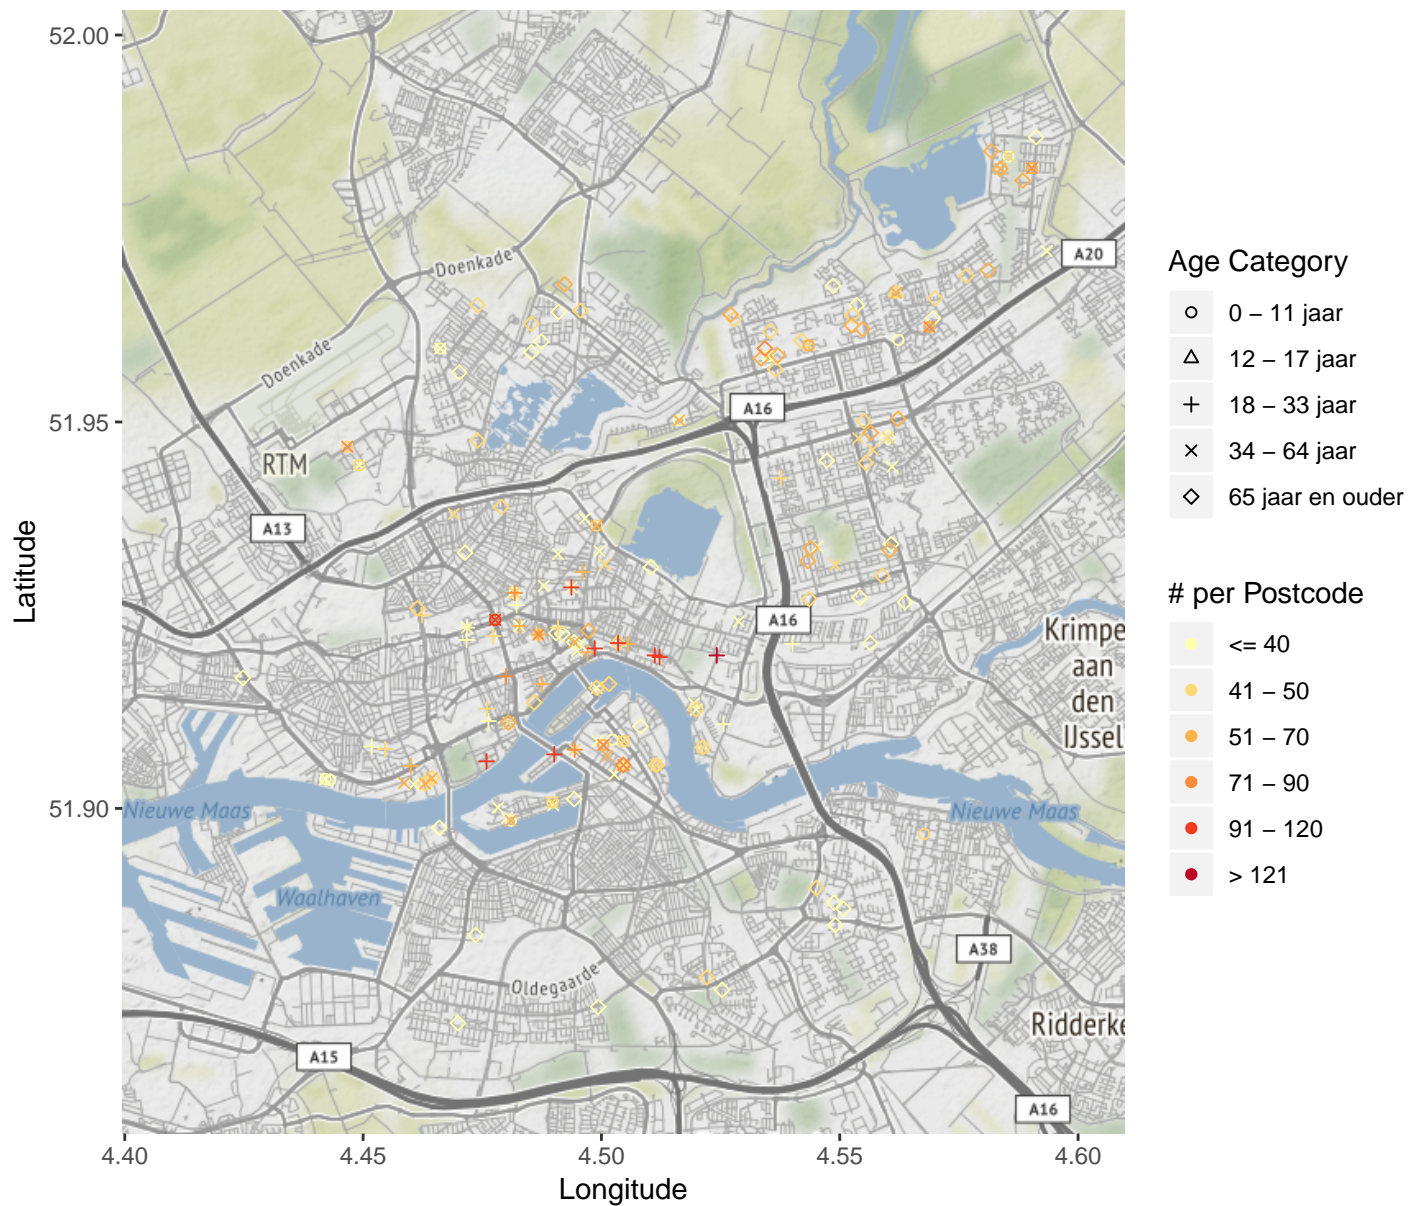 52.00
51.95
51.90
Latitude
4.40
4.45
4.50
4.55
4.60
Longitude
Doenkade
Doenkade
A20
A16
RTM
A13
A16
Krimpe
aan
den
IJssel
Nieuwe Maas
Nieuwe Maas
Waalhaven
A38
Oldegaarde
Ridderke
A15
A16
Age Category
0 – 11 jaar
12 – 17 jaar
18 – 33 jaar
34 – 64 jaar
65 jaar en ouder
# per Postcode
<= 40
41 – 50
51 – 70
71 – 90
91 – 120
> 121